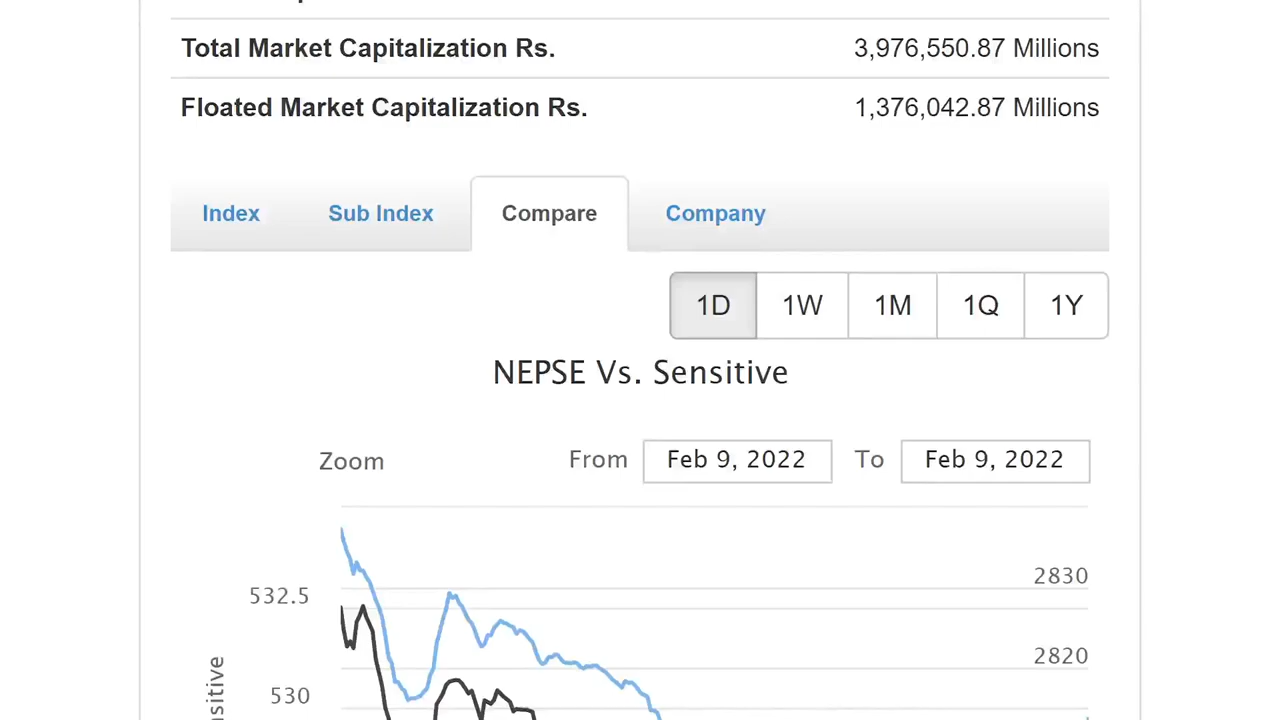 Total Market Capitalization Rs. 3,976,550.87 Millions
Floated Market Capitalization Rs. 1,376,042.87 Millions
Index Sub Index Compare Company
1D 1W 1M 1Q 1Y
NEPSE Vs. Sensitive
Zoom From Feb 9, 2022 To Feb 9, 2022
2830
532.5
2820
530